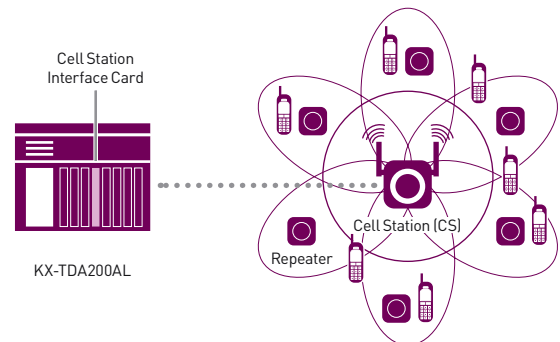 Cell Station
Interface Card
KX-TDA200AL
Cell Station (CS)
Repeater